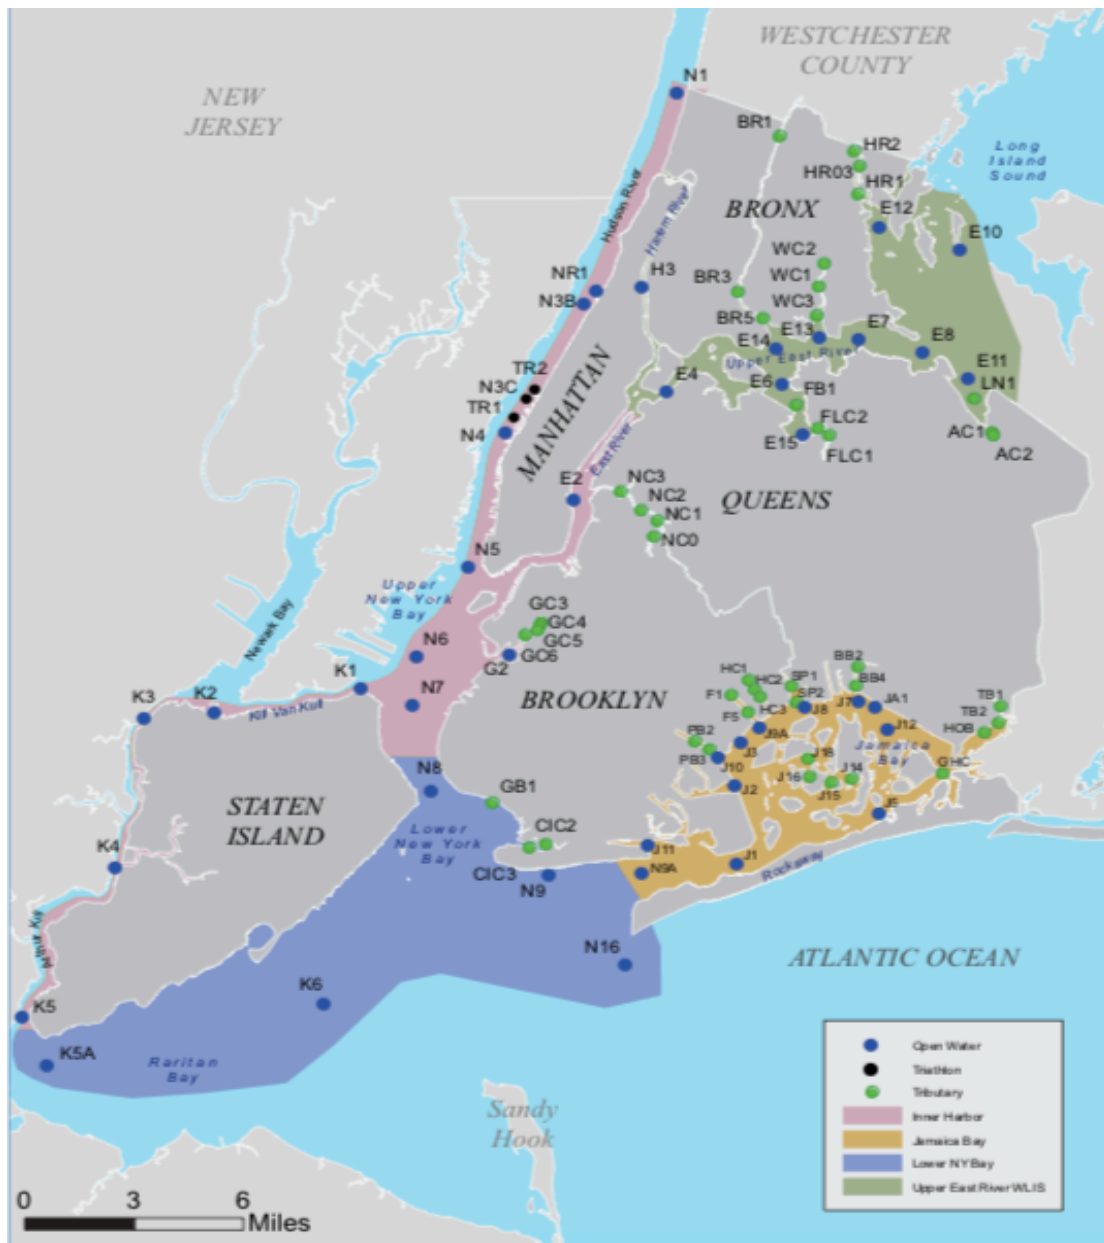 WESTCHESTER
COUNTY
NEW
JERSEY
N1
BR1
HR2
HR03
HR1
Long
Island
Sound
Hudson River
Harlem River
BRONX
E12
E10
WC2
WC1
WC3
NR1
N3B
H3
BR3
BR5
E13
E7
E14
E8
Upper East River
E11
TR2
N3C
TR1
N4
MANHATTAN
E4
E6
FB1
LN1
FLC2
AC1
AC2
E15
FLC1
East River
E2
NC3
NC2
NC1
NC0
QUEENS
N5
Upper
New York
Bay
Newark Bay
GC3
GC4
GC5
GC6
G2
N6
N7
K1
K2
K3
Kill Van Kull
BROOKLYN
HC1
HC2
HC3
SP1
SP2
BB2
BB4
F1
F5
J8
J7
JA1
TB1
TB2
HOB
J12
PB2
PB3
J9A
J3
J10
J18
Jamaica
Bay
J16
J14
J15
GHC
J2
J5
N8
GB1
STATEN
ISLAND
Lower
New York
Bay
CIC2
CIC3
J11
N9A
J1
N9
Rockaway
K4
Arthur Kill
N16
ATLANTIC OCEAN
K6
K5
K5A
Raritan
Bay
Sandy
Hook
Open Water
Triathlon
Tributary
Inner Harbor
Jamaica Bay
Lower NY Bay
Upper East River WLIS
0 3 6
Miles